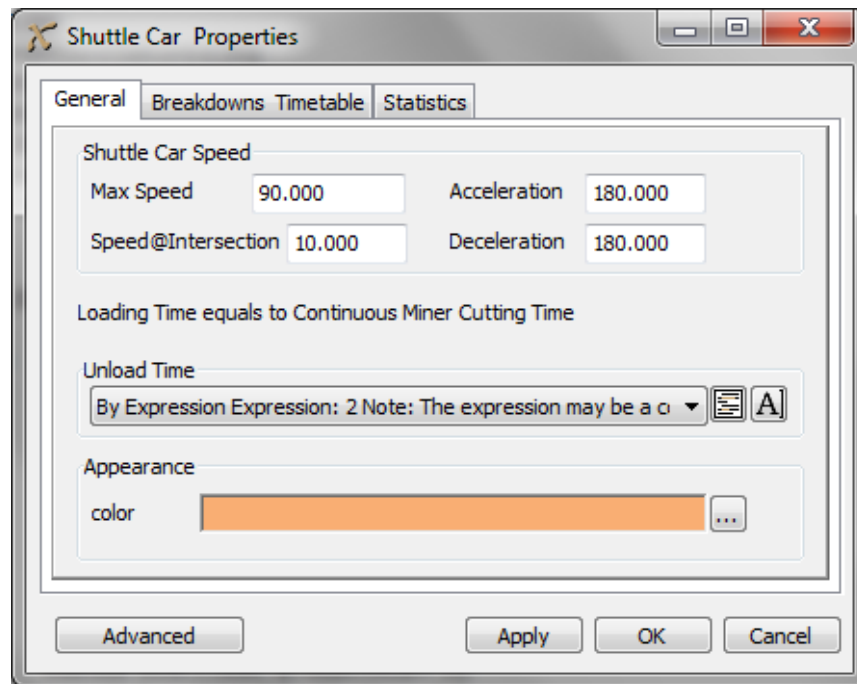 Shuttle Car  Properties
General Breakdowns  Timetable Statistics
Shuttle Car Speed
Max Speed 90.000 Acceleration 180.000
Speed@Intersection 10.000 Deceleration 180.000
Loading Time equals to Continuous Miner Cutting Time
Unload Time
By Expression Expression: 2 Note: The expression may be a A]
Appearance
color ...
Advanced Apply OK Cancel